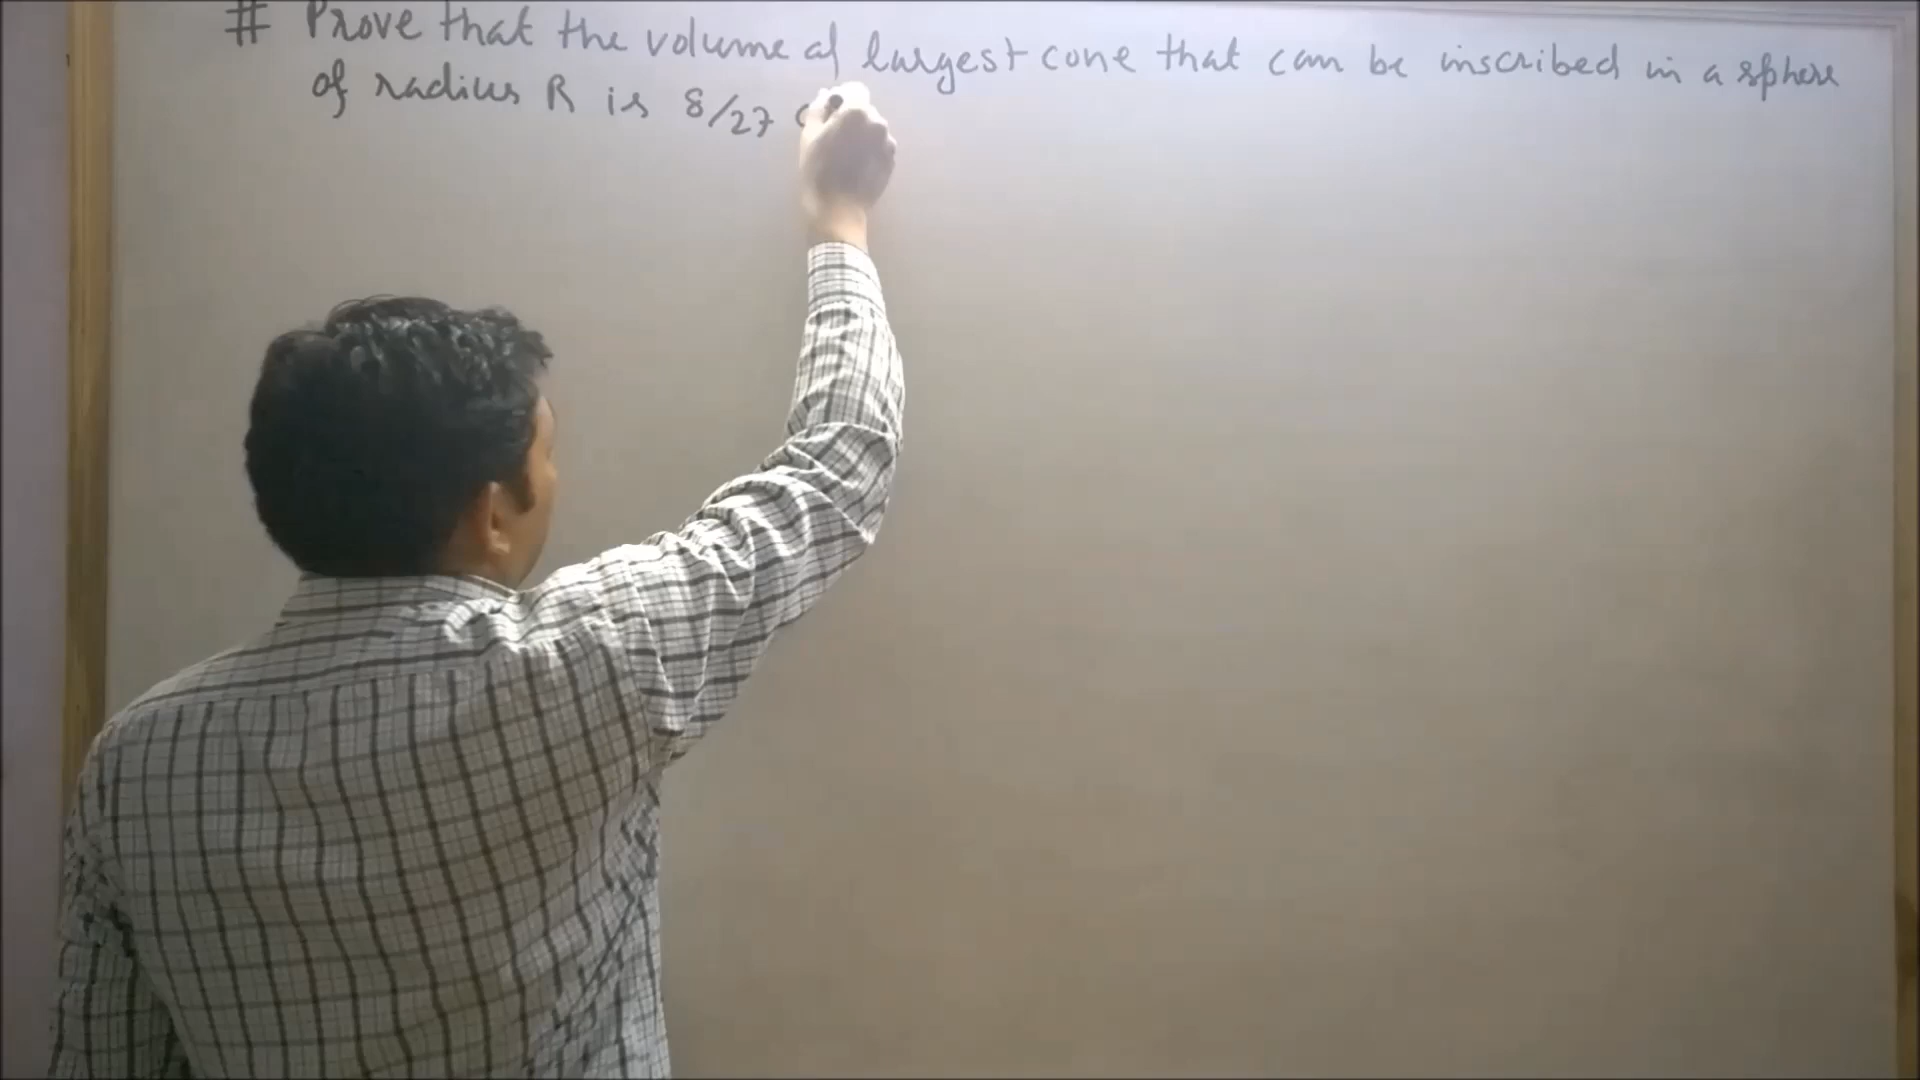 # Prove that the volume of largest cone that can be inscribed in a sphere
of radius R is 8/27